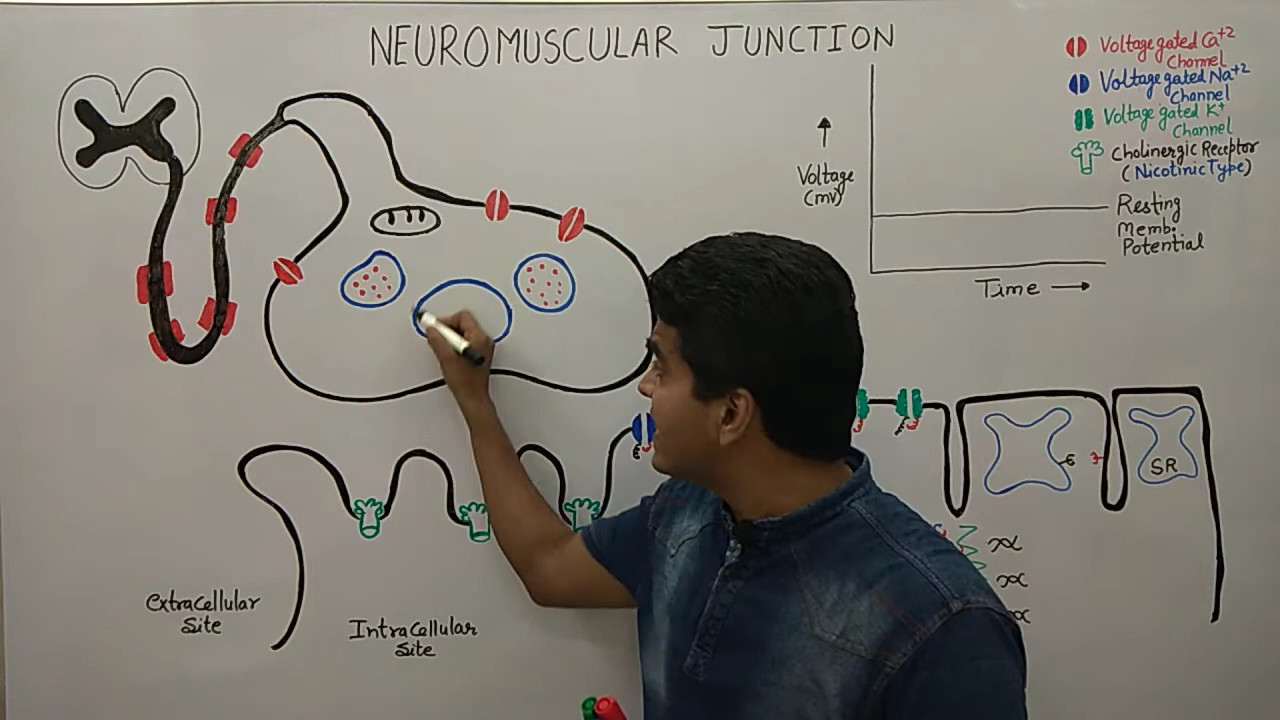 NEUROMUSCULAR JUNCTION
Voltage gated Ca+2
Channel
Voltage gated Na+2
Channel
Voltage gated K+
Channel
Cholinergic Receptor
(Nicotinic Type)
Voltage
(mv)
Resting
Memb.
Potential
Time
SR
Extracellular
Site
Intracellular
Site